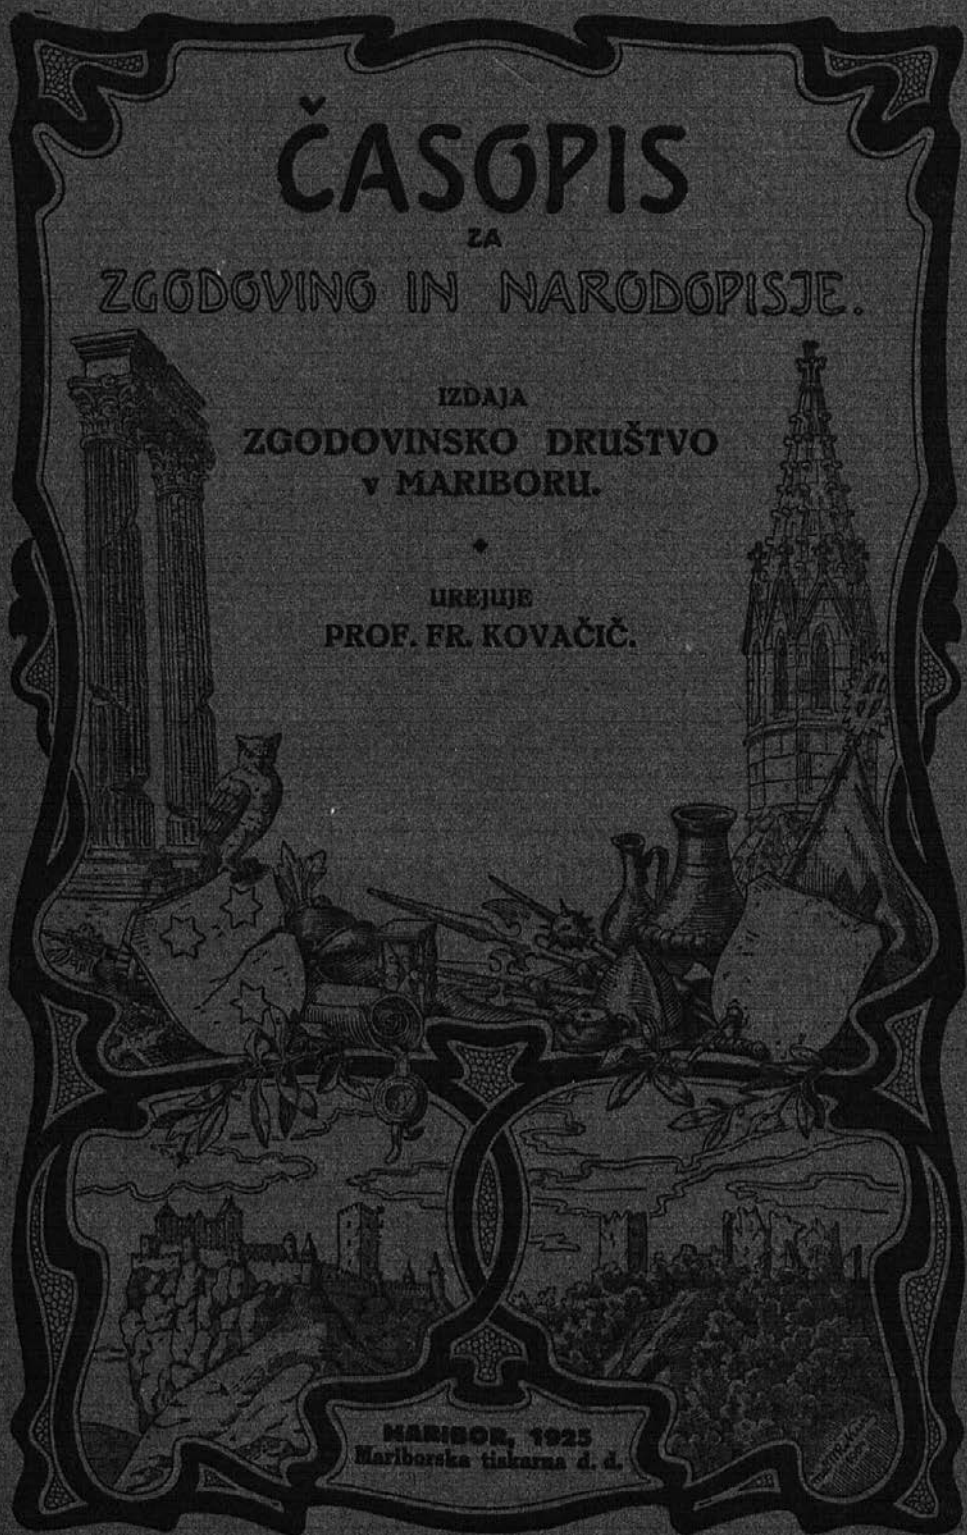 ČASOPIS
ZA
ZGODOVINO IN NARODOPISJE.
IZDAJA
ZGODOVINSKO DRUŠTVO
V MARIBORU.
UREJUJE
PROF. FR. KOVAČIČ.
MARIBOR, 1925
Mariborska tiskarna d. d.